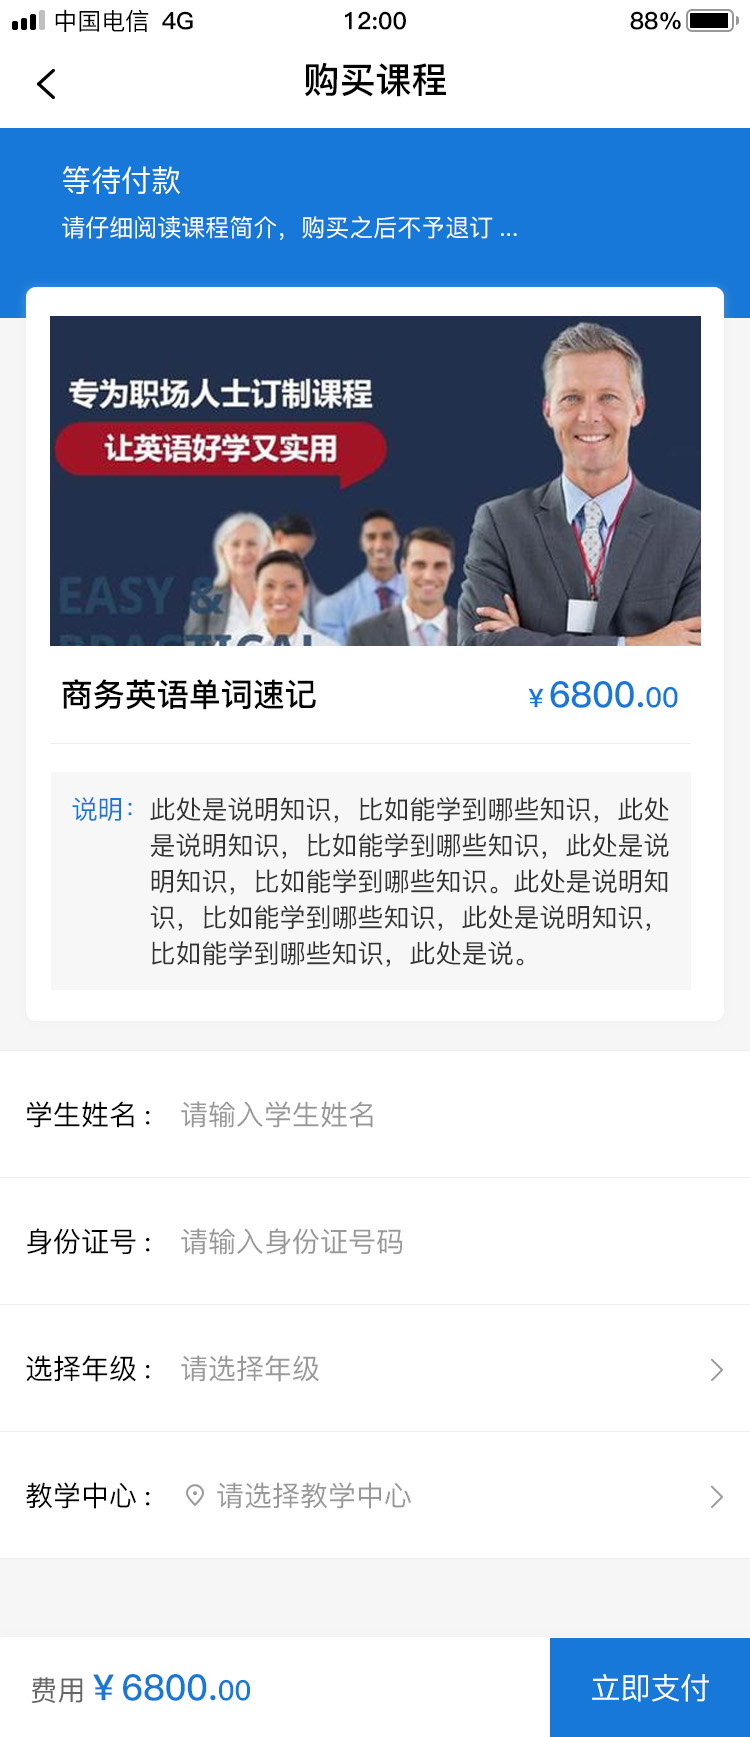 中国电信 4G 12:00 88%
购买课程
等待付款
请仔细阅读课程简介，购买之后不予退订 ...
专为职场人士订制课程
让英语好学又实用
EASY &
PRACTICAL
商务英语单词速记 ¥6800.00
说明：此处是说明知识，比如能学到哪些知识，此处
是说明知识，比如能学到哪些知识，此处是说
明知识，比如能学到哪些知识。此处是说明知
识，比如能学到哪些知识，此处是说明知识，
比如能学到哪些知识，此处是说。
学生姓名： 请输入学生姓名
身份证号： 请输入身份证号码
选择年级： 请选择年级
教学中心： 请选择教学中心
费用 ¥6800.00 立即支付